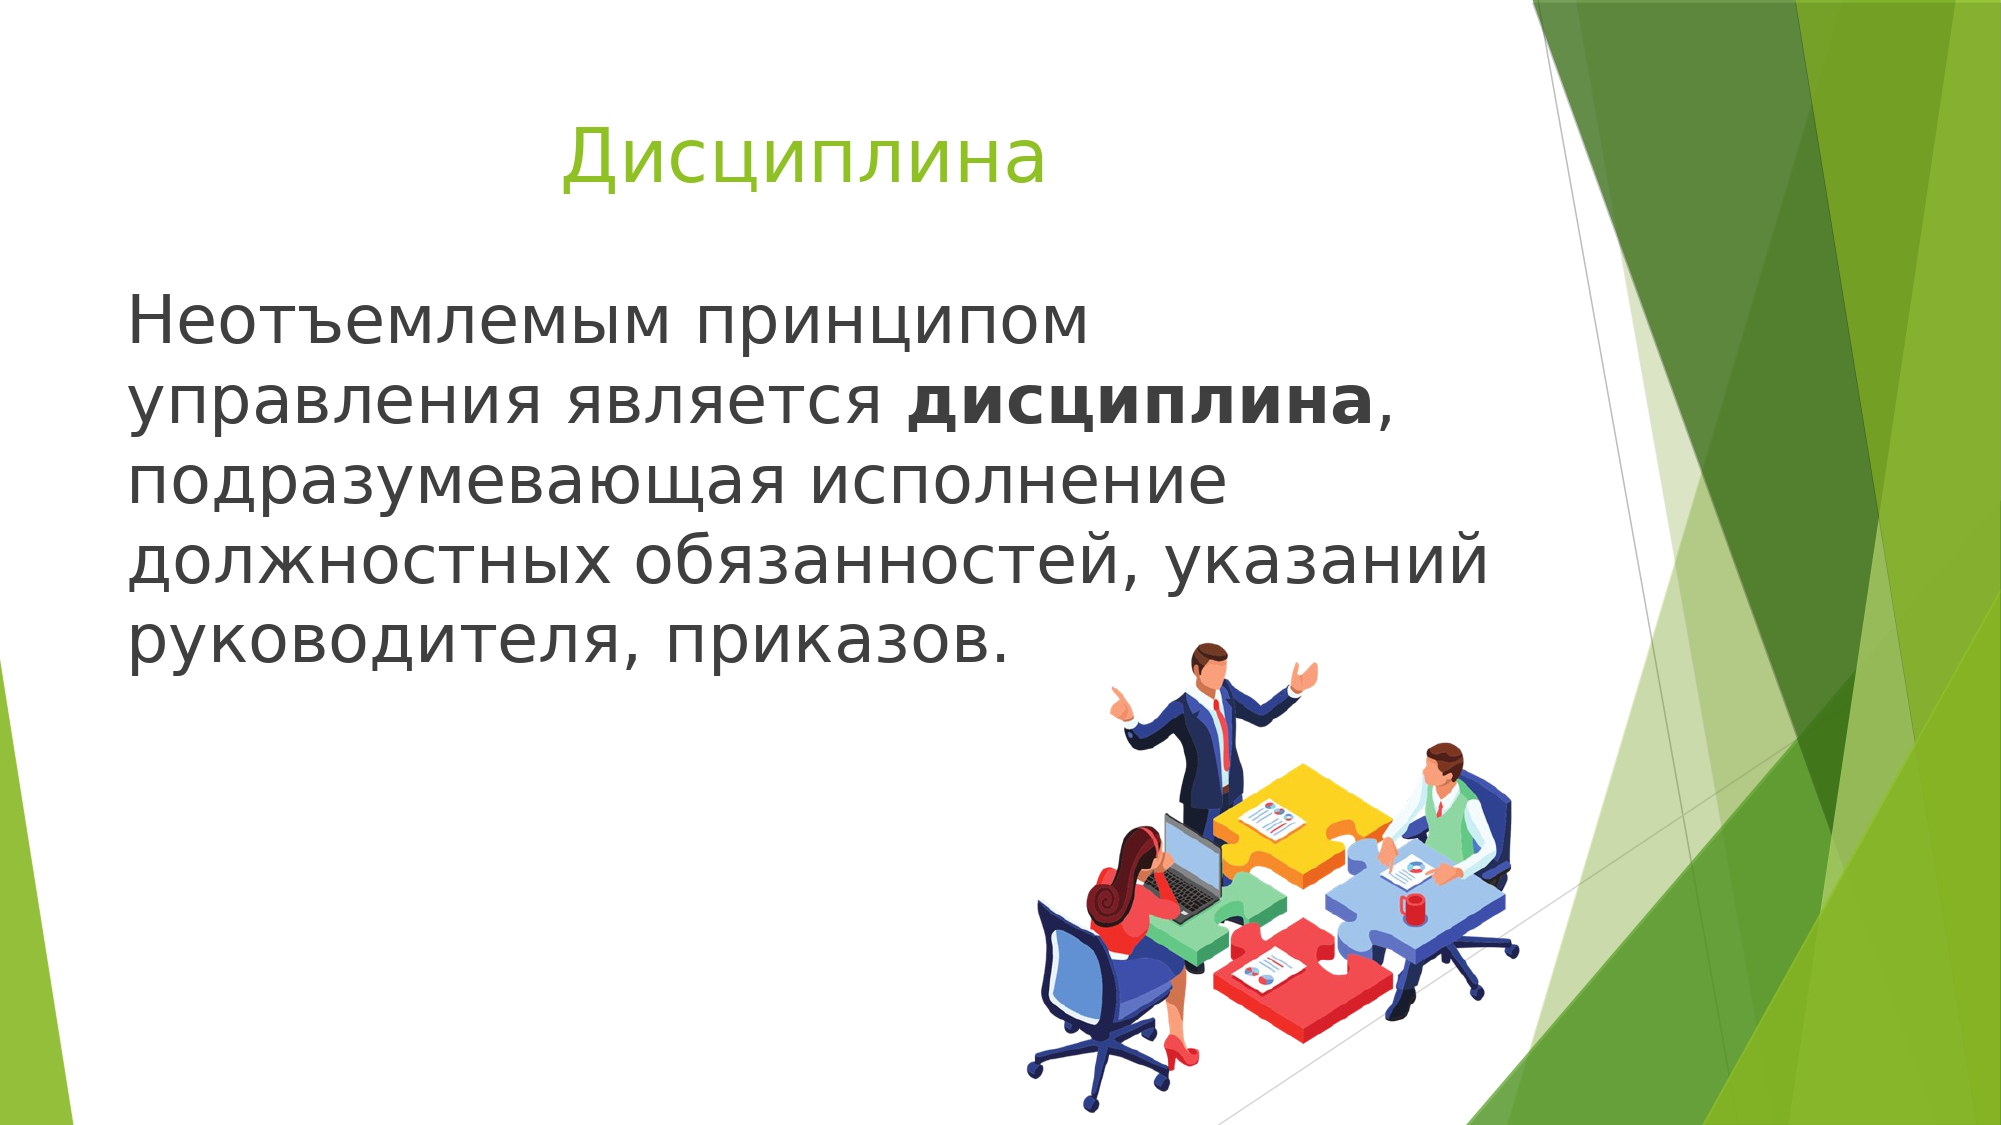 Дисциплина
Неотъемлемым принципом
управления является дисциплина,
подразумевающая исполнение
должностных обязанностей, указаний
руководителя, приказов.